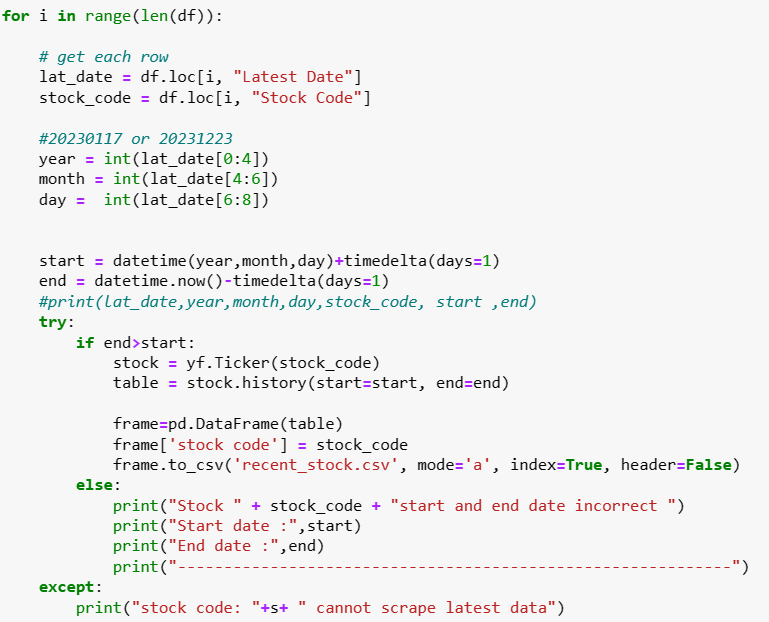 for i in range(len(df)):
# get each row
lat_date = df.loc[i, "Latest Date"]
stock_code = df.loc[i, "Stock Code"]
#20230117 or 20231223
year = int(lat_date[0:4])
month = int(lat_date[4:6])
day =  int(lat_date[6:8])
start = datetime(year,month,day)+timedelta(days=1)
end = datetime.now()-timedelta(days=1)
#print(lat_date,year,month,day,stock_code, start ,end)
try:
if end>start:
stock = yf.Ticker(stock_code)
table = stock.history(start=start, end=end)
frame=pd.DataFrame(table)
frame['stock code'] = stock_code
frame.to_csv('recent_stock.csv', mode='a', index=True, header=False)
else:
print("Stock " + stock_code + "start and end date incorrect ")
print("Start date :",start)
print("End date :",end)
print("------------------------------------------------------------")
except:
print("stock code: "+s+ " cannot scrape latest data")